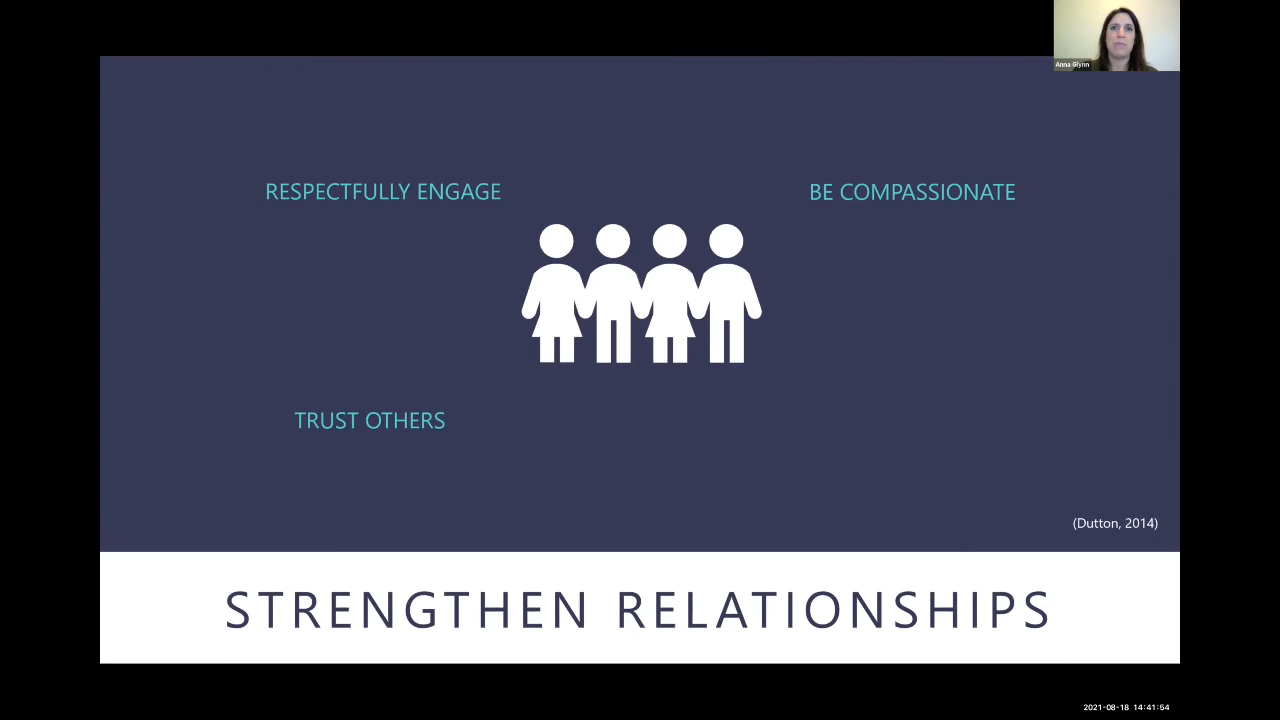 Anna Glynn
RESPECTFULLY ENGAGE
BE COMPASSIONATE
TRUST OTHERS
(Dutton, 2014)
STRENGTHEN RELATIONSHIPS
2021-08-18 14:41:54